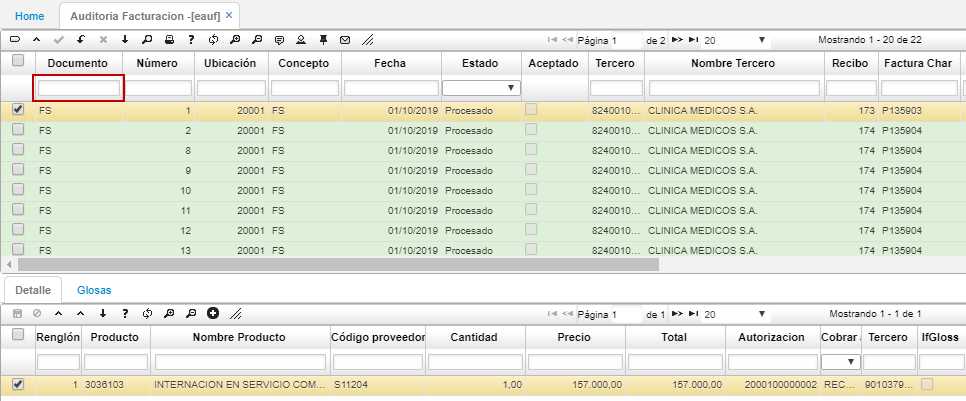 Home Auditoria Facturacion -[eauf] ×
Página 1 de 2 20 Mostrando 1 - 20 de 22
Documento Número Ubicación Concepto Fecha Estado Aceptado Tercero Nombre Tercero Recibo Factura Char
FS 1 20001 FS 01/10/2019 Procesado 8240010... CLINICA MEDICOS S.A. 173 P135903
FS 2 20001 FS 01/10/2019 Procesado 8240010... CLINICA MEDICOS S.A. 174 P135904
FS 8 20001 FS 01/10/2019 Procesado 8240010... CLINICA MEDICOS S.A. 174 P135904
FS 9 20001 FS 01/10/2019 Procesado 8240010... CLINICA MEDICOS S.A. 174 P135904
FS 10 20001 FS 01/10/2019 Procesado 8240010... CLINICA MEDICOS S.A. 174 P135904
FS 11 20001 FS 01/10/2019 Procesado 8240010... CLINICA MEDICOS S.A. 174 P135904
FS 12 20001 FS 01/10/2019 Procesado 8240010... CLINICA MEDICOS S.A. 174 P135904
FS 13 20001 FS 01/10/2019 Procesado 8240010... CLINICA MEDICOS S.A. 174 P135904
Detalle Glosas
Página 1 de 1 20 Mostrando 1 - 1 de 1
Renglón Producto Nombre Producto Código proveedor Cantidad Precio Total Autorizacion Cobrar a Tercero IfGloss
1 3036103 INTERNACION EN SERVICIO COM... S11204 1,00 157.000,00 157.000,00 2000100000002 REC... 9010379...